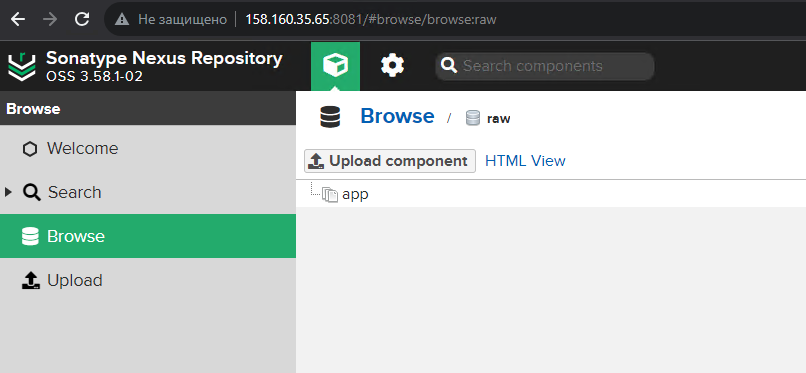 Не защищено 158.160.35.65:8081/#browse/browse:raw
Sonatype Nexus Repository
OSS 3.58.1-02
Search components
Browse
Browse / raw
Welcome
Upload component HTML View
Search
app
Browse
Upload